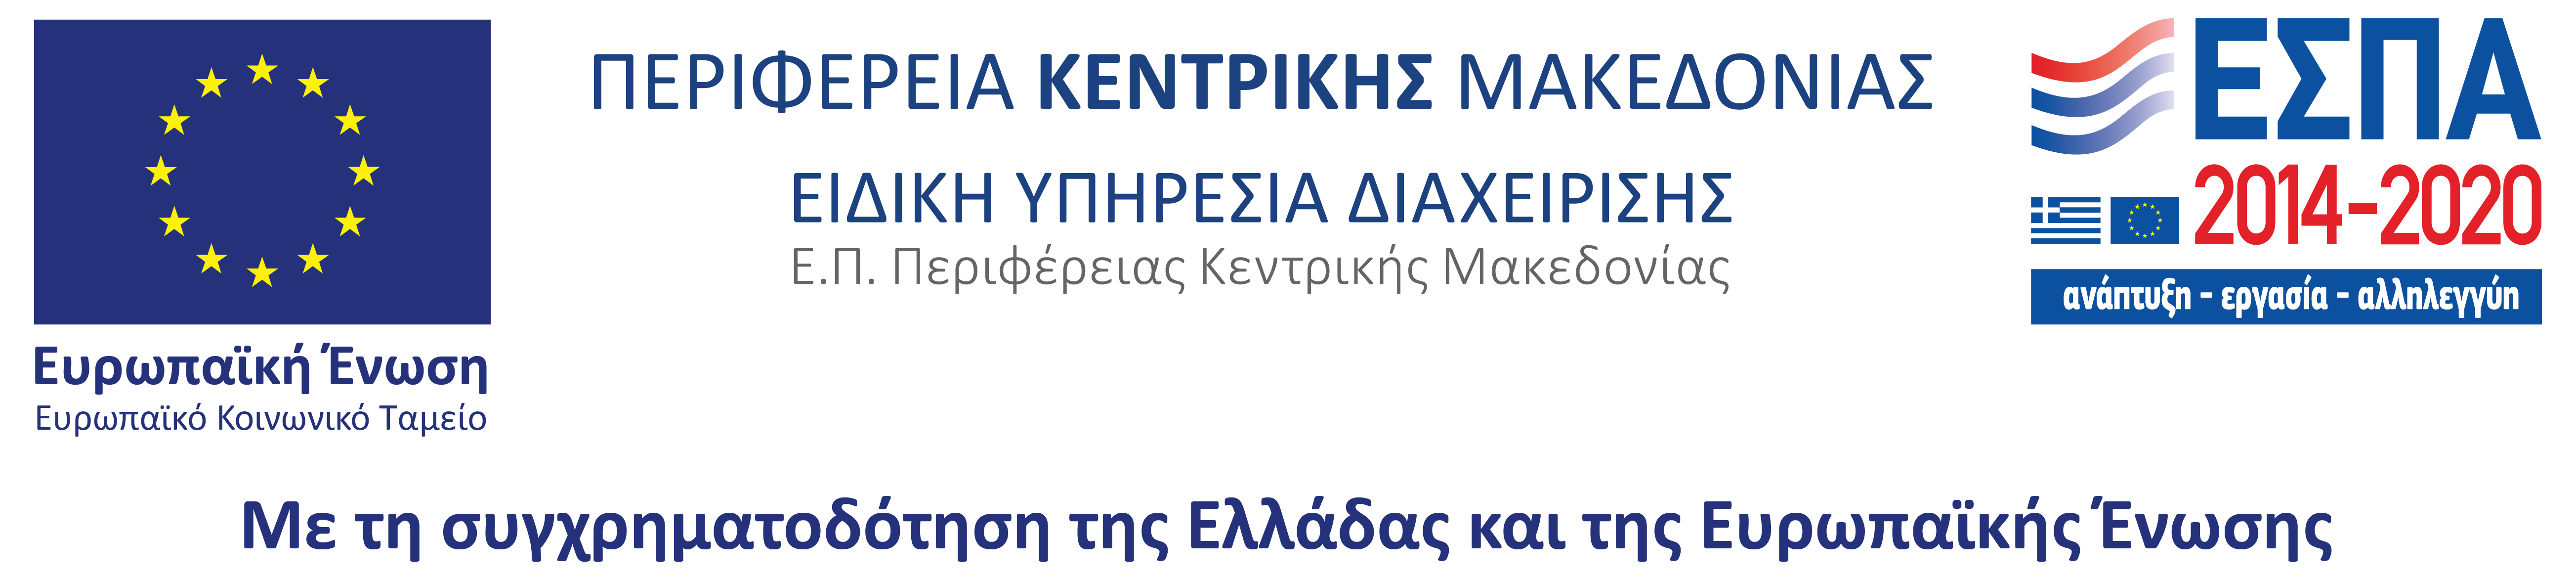 Ευρωπαϊκή Ένωση
Ευρωπαϊκό Κοινωνικό Ταμείο
ΠΕΡΙΦΕΡΕΙΑ ΚΕΝΤΡΙΚΗΣ ΜΑΚΕΔΟΝΙΑΣ
ΕΙΔΙΚΗ ΥΠΗΡΕΣΙΑ ΔΙΑΧΕΙΡΙΣΗΣ
Ε.Π. Περιφέρειας Κεντρικής Μακεδονίας
ΕΣΠΑ
2014-2020
ανάπτυξη - εργασία - αλληλεγγύη
Με τη συγχρηματοδότηση της Ελλάδας και της Ευρωπαϊκής Ένωσης